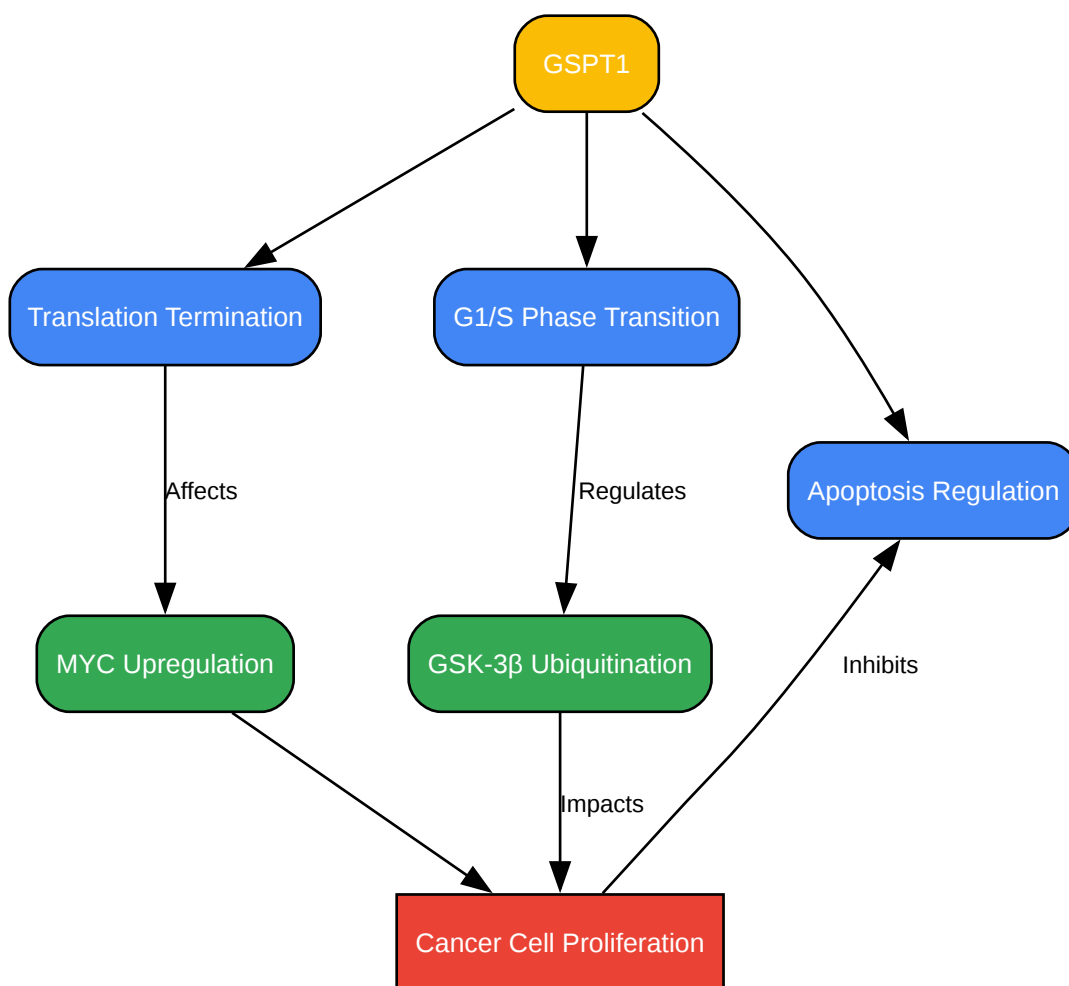 GSPT1
Translation Termination
G1/S Phase Transition
Apoptosis Regulation
Affects
Regulates
MYC Upregulation
GSK-3β Ubiquitination
Inhibits
Impacts
Cancer Cell Proliferation